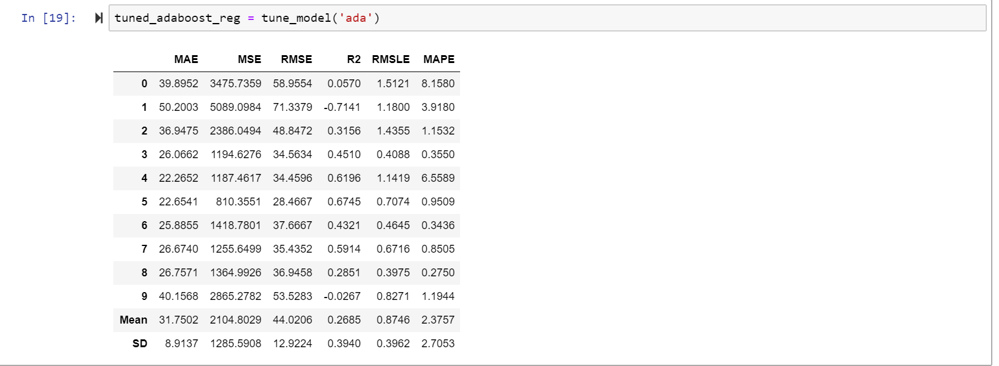 In [19]: tuned_adaboost_reg = tune_model('ada')
MAE MSE RMSE R2 RMSLE MAPE
0 39.8952 3475.7359 58.9554 0.0570 1.5121 8.1580
1 50.2003 5089.0984 71.3379 -0.7141 1.1800 3.9180
2 36.9475 2386.0494 48.8472 0.3156 1.4355 1.1532
3 26.0662 1194.6276 34.5634 0.4510 0.4088 0.3550
4 22.2652 1187.4617 34.4596 0.6196 1.1419 6.5589
5 22.6541 810.3551 28.4667 0.6745 0.7074 0.9509
6 25.8855 1418.7801 37.6667 0.4321 0.4645 0.3436
7 26.6740 1255.6499 35.4352 0.5914 0.6716 0.8505
8 26.7571 1364.9926 36.9458 0.2851 0.3975 0.2750
9 40.1568 2865.2782 53.5283 -0.0267 0.8271 1.1944
Mean 31.7502 2104.8029 44.0206 0.2685 0.8746 2.3757
SD 8.9137 1285.5908 12.9224 0.3940 0.3962 2.7053